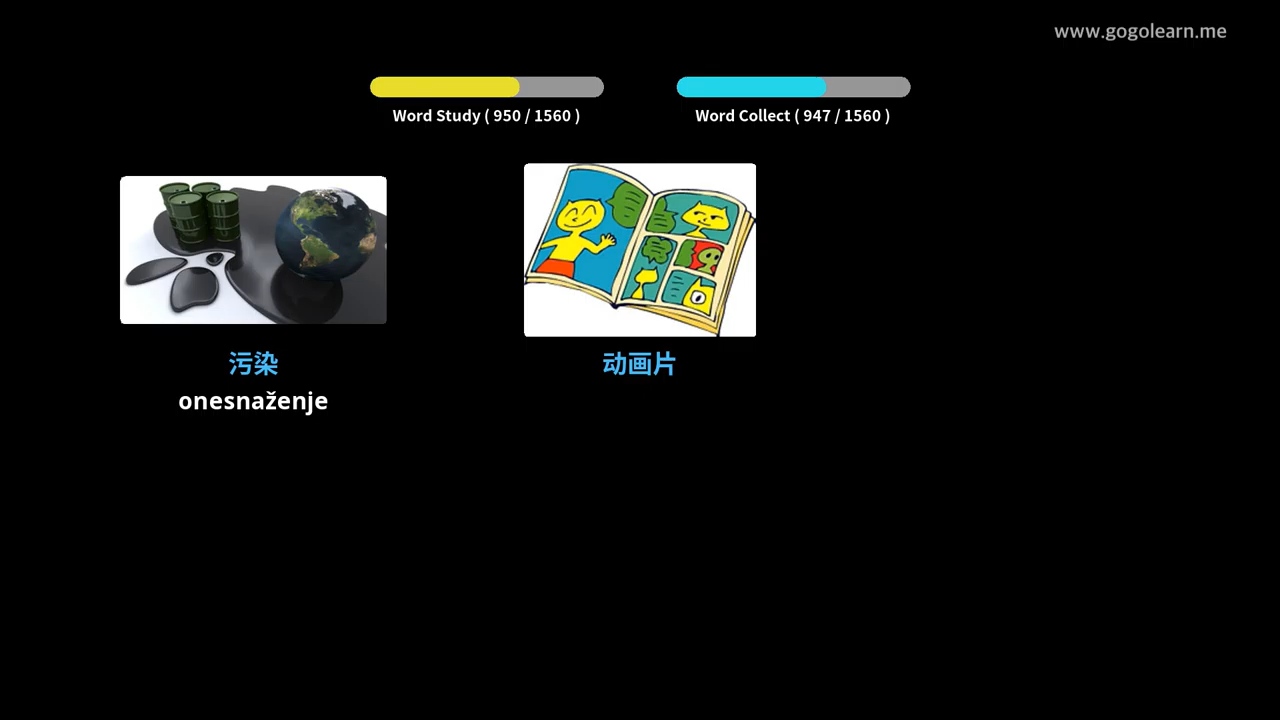 www.gogolearn.me
Word Study ( 950 / 1560 )
Word Collect ( 947 / 1560 )
污染
动画片
onesnaženje